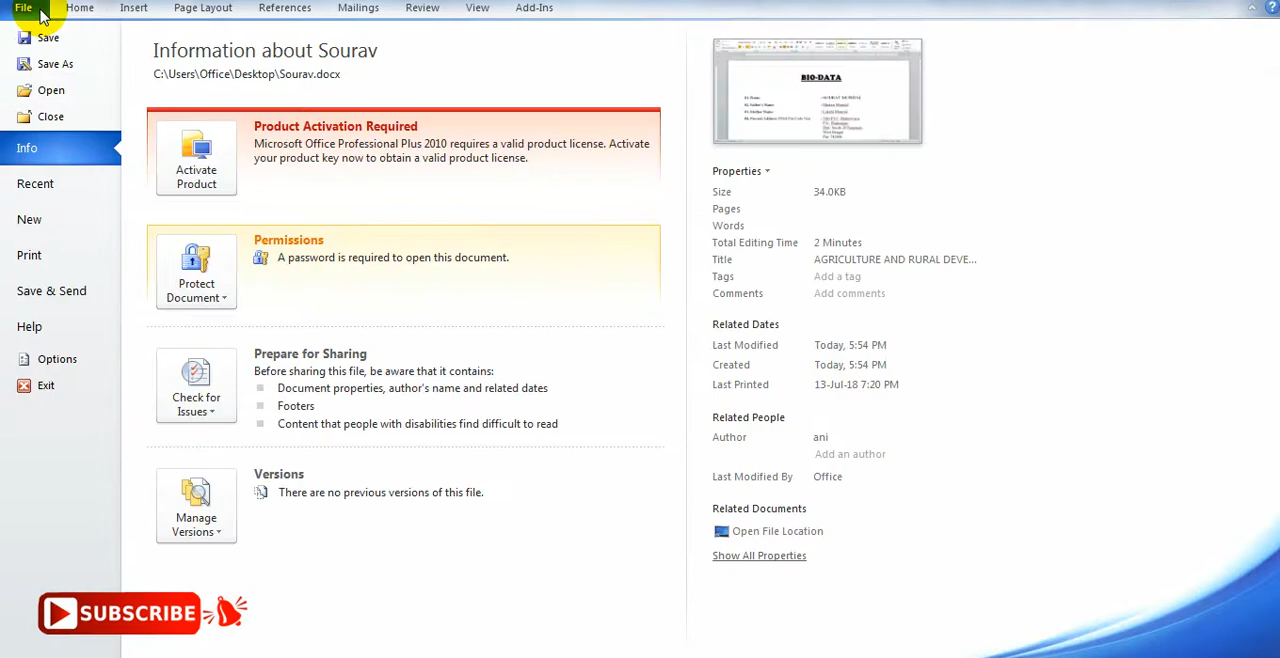 File Home Insert Page Layout References Mailings Review View Add-Ins
Save
Save As
Open
Close
Info
Recent
New
Print
Save & Send
Help
Options
Exit
Information about Sourav
C:\Users\Office\Desktop\Sourav.docx
Activate
Product
Product Activation Required
Microsoft Office Professional Plus 2010 requires a valid product license. Activate
your product key now to obtain a valid product license.
Protect
Document
Permissions
A password is required to open this document.
Check for
Issues
Prepare for Sharing
Before sharing this file, be aware that it contains:
Document properties, author's name and related dates
Footers
Content that people with disabilities find difficult to read
Manage
Versions
Versions
There are no previous versions of this file.
BIO-DATA
Properties
Size 34.0KB
Pages
Words
Total Editing Time 2 Minutes
Title AGRICULTURE AND RURAL DEVE...
Tags Add a tag
Comments Add comments
Related Dates
Last Modified Today, 5:54 PM
Created Today, 5:54 PM
Last Printed 13-Jul-18 7:20 PM
Related People
Author ani
Add an author
Last Modified By Office
Related Documents
Open File Location
Show All Properties
SUBSCRIBE